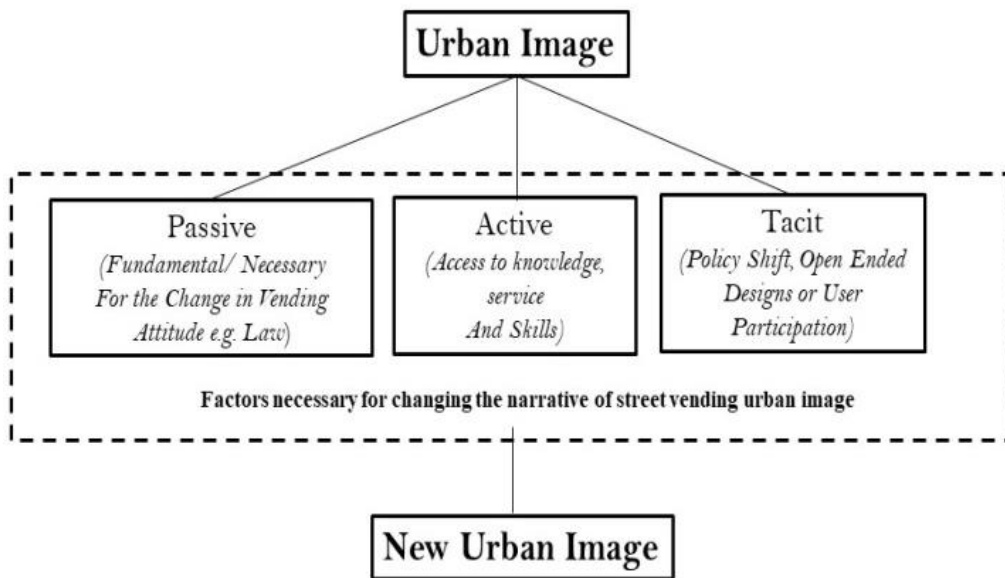 Urban Image
Passive
(Fundamental/ Necessary
For the Change in Vending
Attitude e.g. Law)
Active
(Access to knowledge,
service
And Skills)
Tacit
(Policy Shift, Open Ended
Designs or User
Participation)
Factors necessary for changing the narrative of street vending urban image
New Urban Image